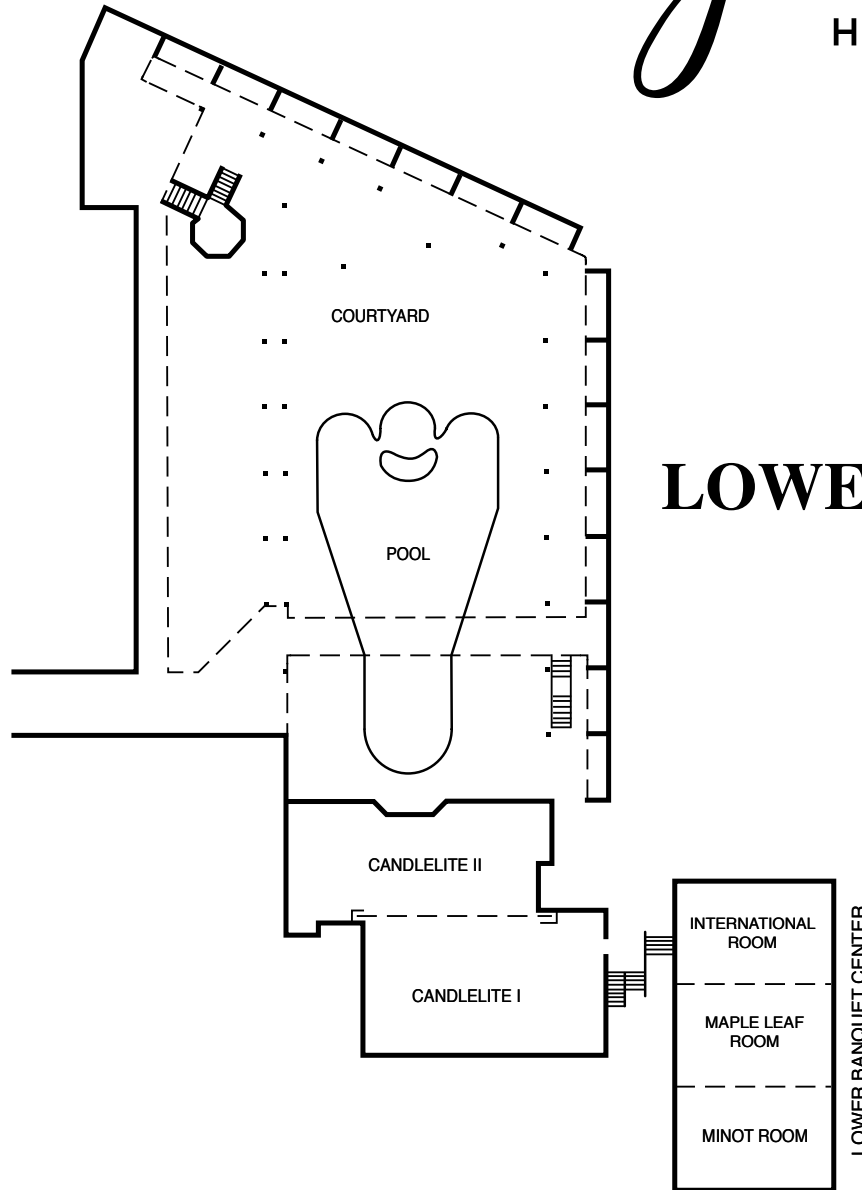 H
COURTYARD
LOWE
POOL
CANDLELITE II
INTERNATIONAL
ROOM
CANDLELITE I
MAPLE LEAF
ROOM
MINOT ROOM
LOWER BANQUET CENTER